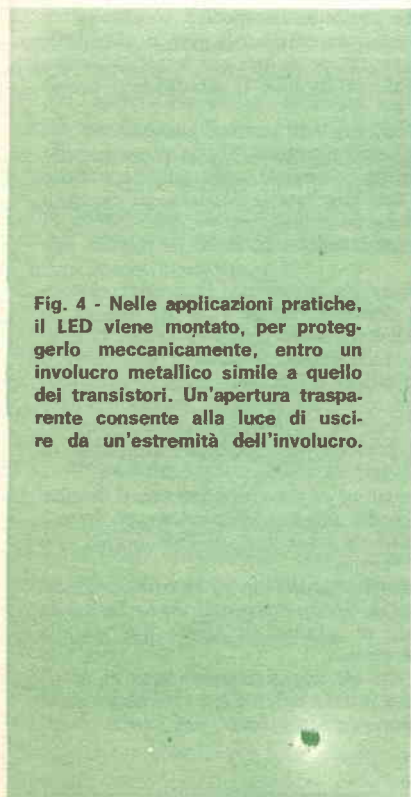 Fig. 4 - Nelle applicazioni pratiche,
il LED viene montato, per proteg-
gerlo meccanicamente, entro un
involucro metallico simile a quello
dei transistori. Un'apertura traspa-
rente consente alla luce di usci-
re da un'estremità dell'involucro.